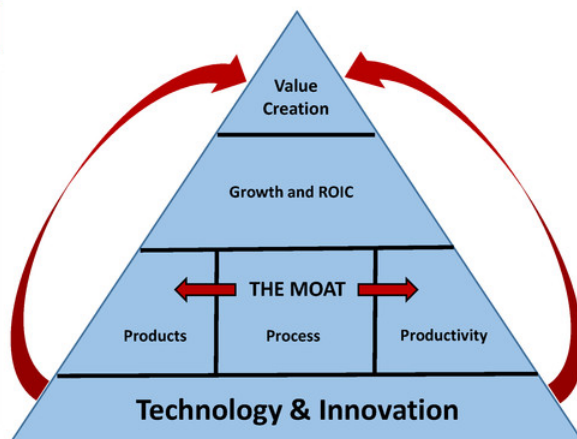 Value
Creation
Growth and ROIC
THE MOAT
Products
Process
Productivity
Technology & Innovation